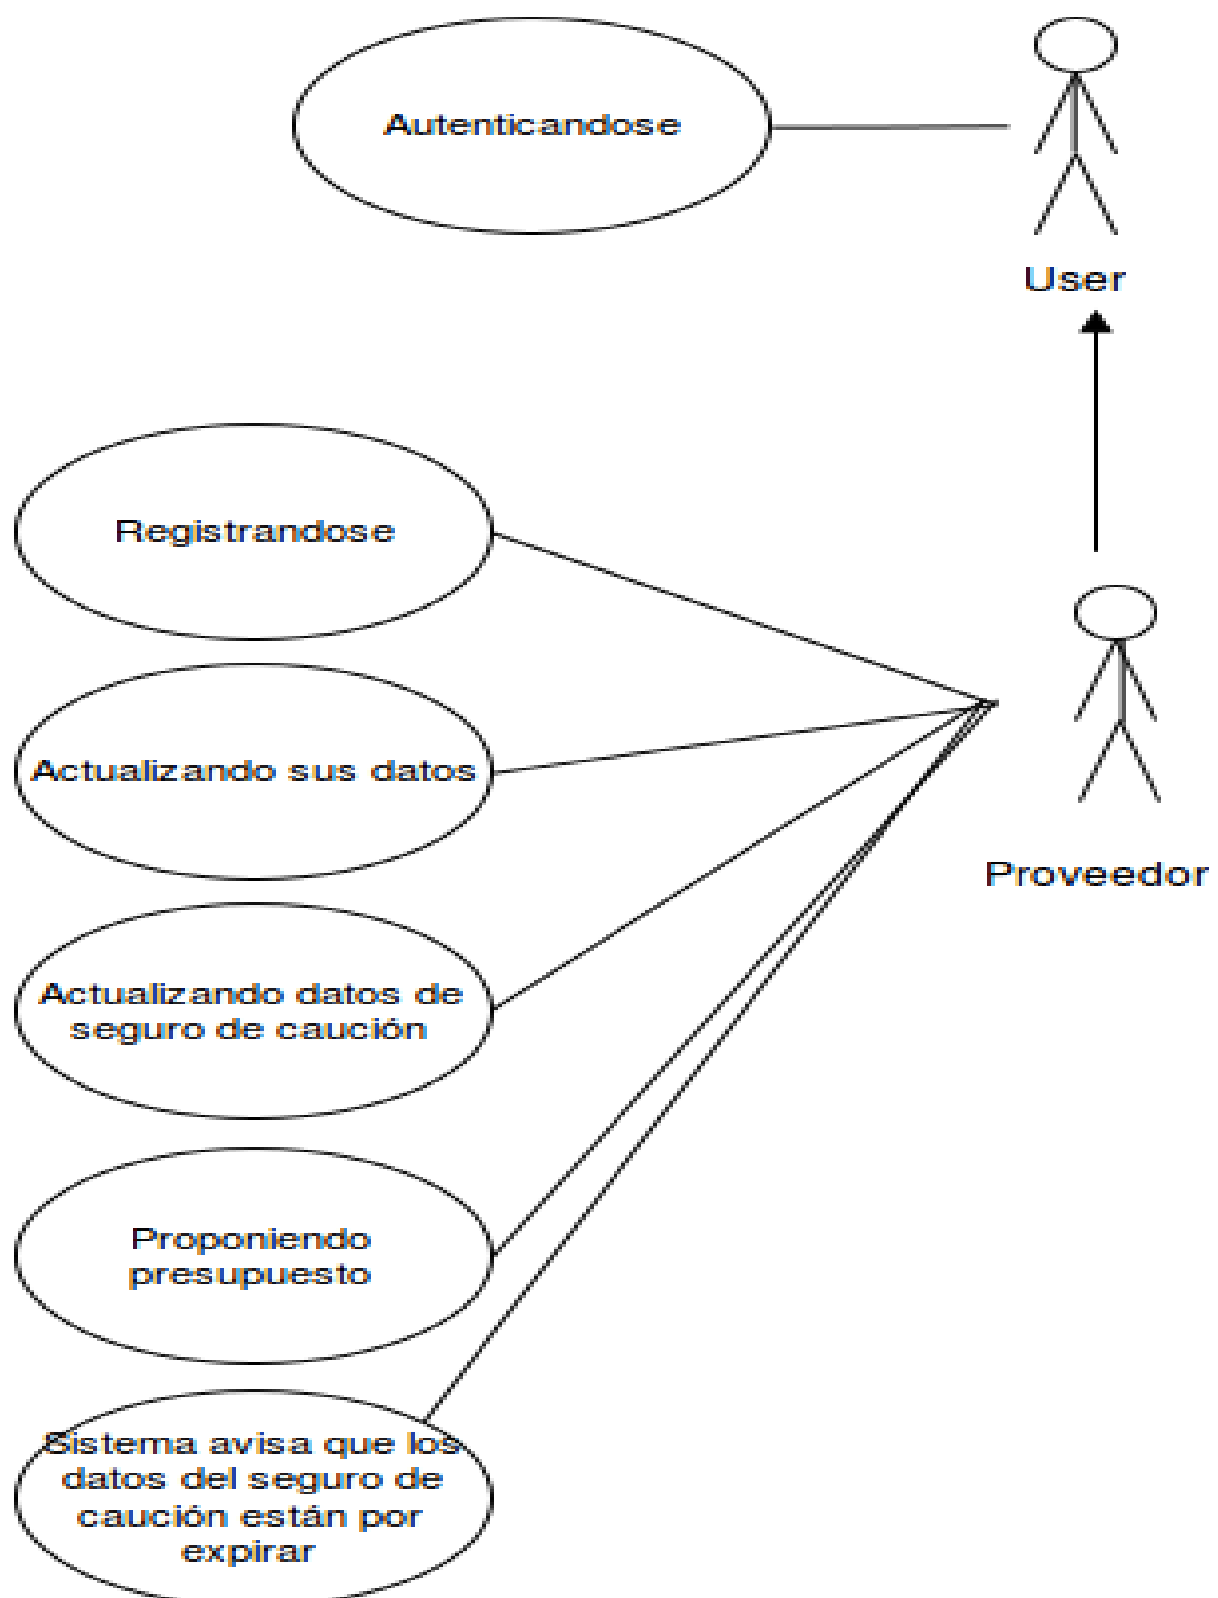 Autenticandose
User
Registrandose
Actualizando sus datos
Proveedor
Actualizando datos de
seguro de caución
Proponiendo
presupuesto
Sistema avisa que los
datos del seguro de
caución están por
expirar